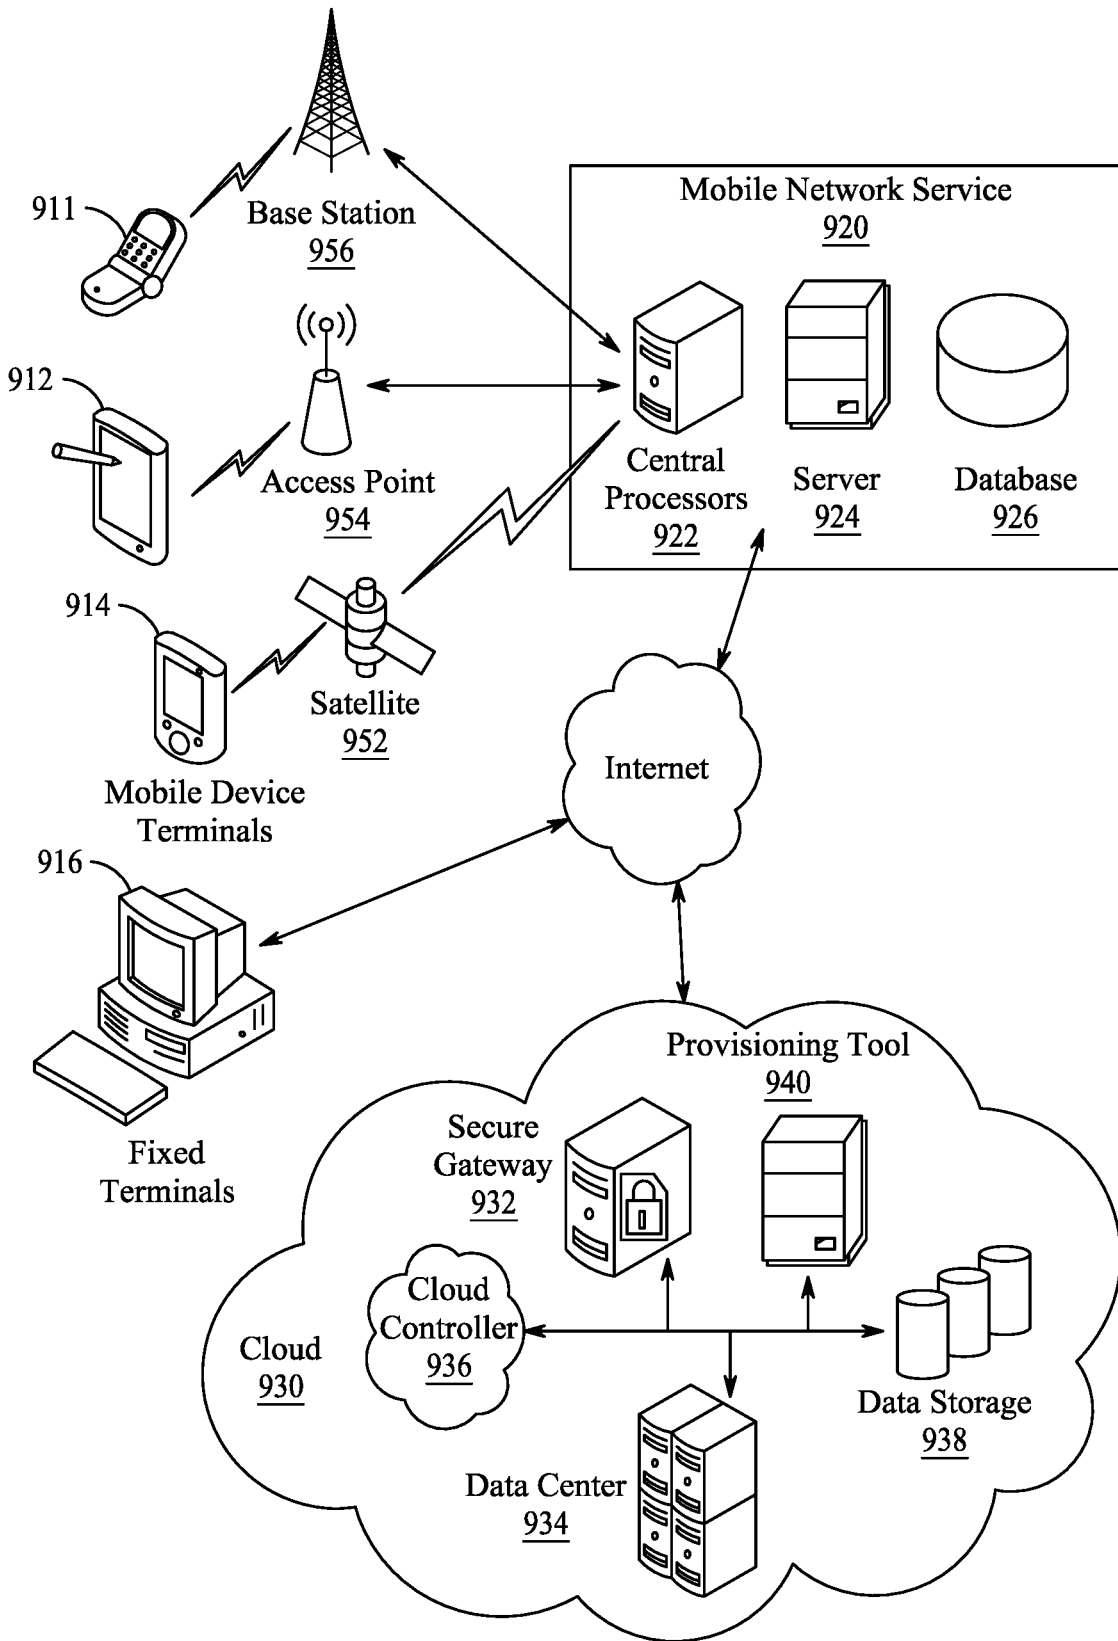 911
Base Station
956
Mobile Network Service
920
912
Access Point
954
Central
Processors
922
Server
924
Database
926
914
Satellite
952
Mobile Device
Terminals
Internet
916
Fixed
Terminals
Provisioning Tool
940
Secure
Gateway
932
Cloud
Controller
936
Cloud
930
Data Storage
938
Data Center
934